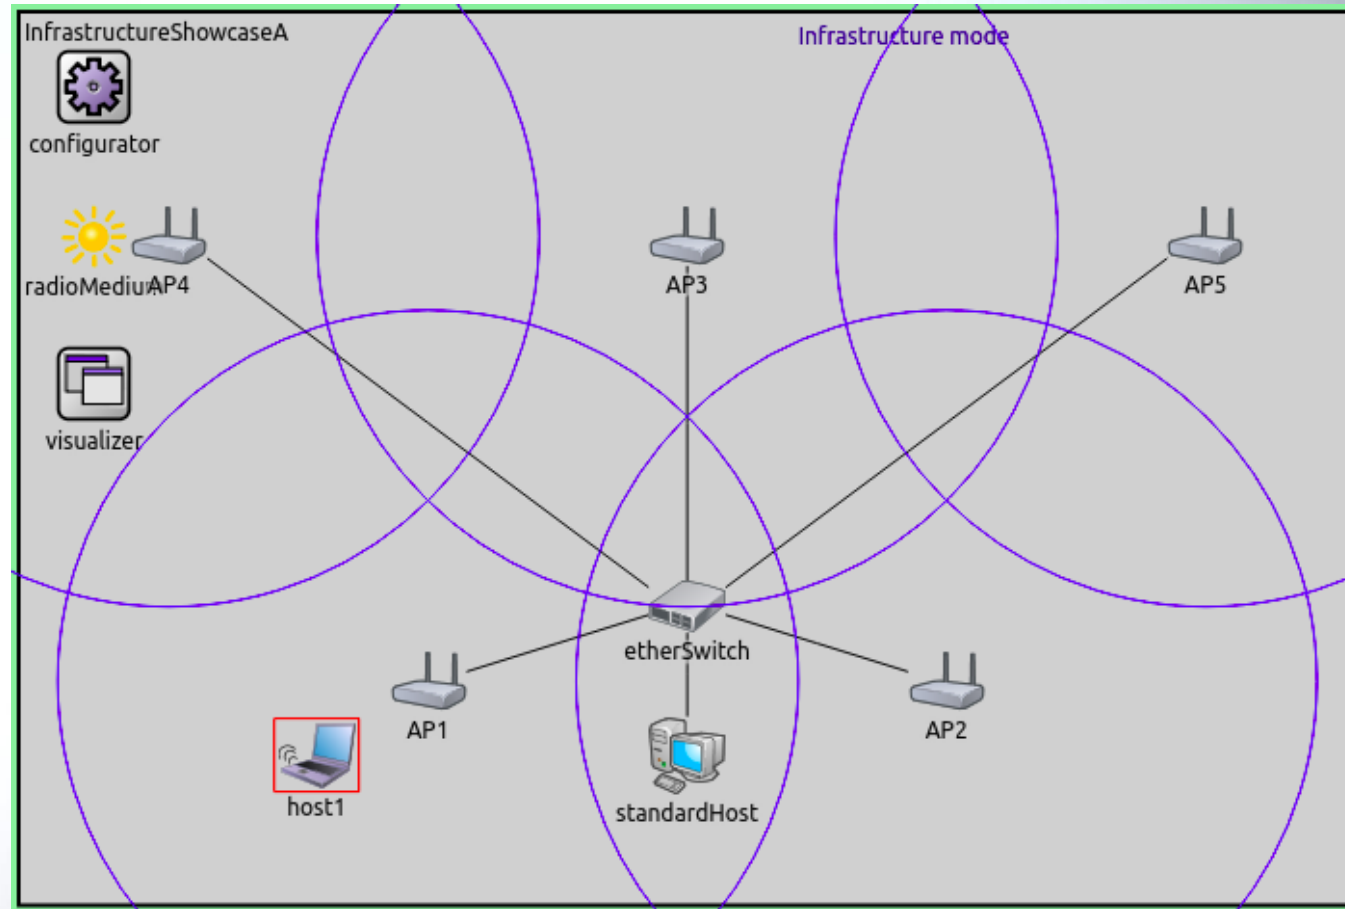 InfrastructureShowcaseA
Infrastructure mode
configurator
radioMedium
AP4
AP3
AP5
visualizer
etherSwitch
AP1
AP2
host1
standardHost